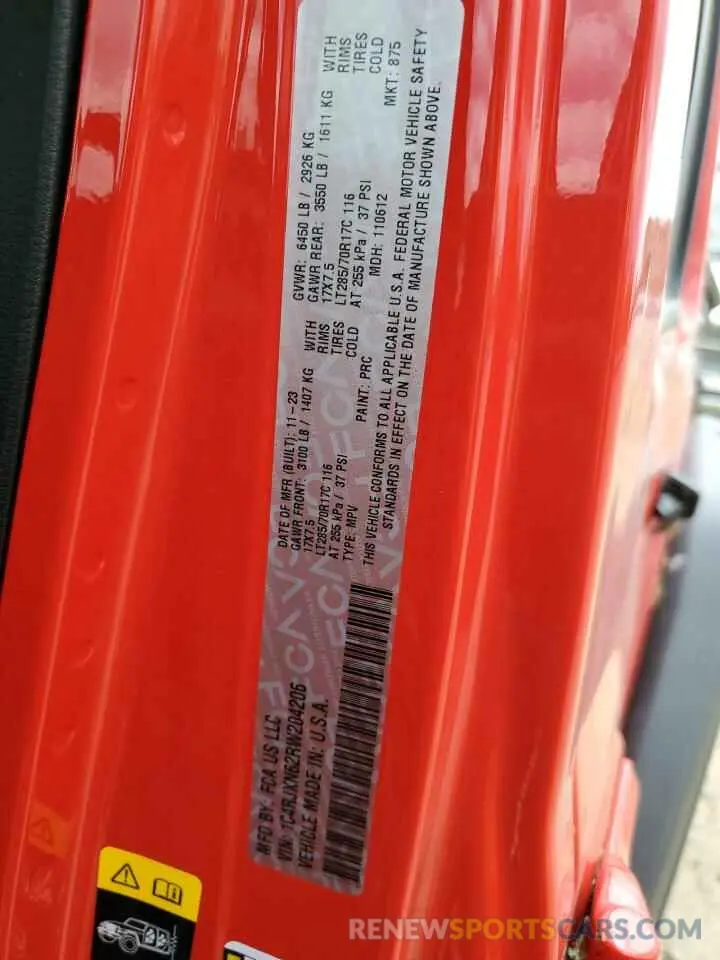 MFD BY: FCA US LLC
VIN: 1C4RJXN62RW204206
VEHICLE MADE IN: U.S.A.
DATE OF MFR (BUILT): 11-23
GAWR FRONT: 3100 LB / 1407 KG WITH
17X7.5 RIMS
LT285/70R17C 116 TIRES
AT 255 kPa / 37 PSI COLD
TYPE: MPV PAINT: PRC
GVWR: 6450 LB / 2926 KG
GAWR REAR: 3550 LB / 1611 KG WITH
17X7.5 RIMS
LT285/70R17C 116 TIRES
AT 255 kPa / 37 PSI COLD
MDH: 110612 MKT: 875
THIS VEHICLE CONFORMS TO ALL APPLICABLE U.S.A. FEDERAL MOTOR VEHICLE SAFETY
STANDARDS IN EFFECT ON THE DATE OF MANUFACTURE SHOWN ABOVE.
RENEWSPORTSCARS.COM